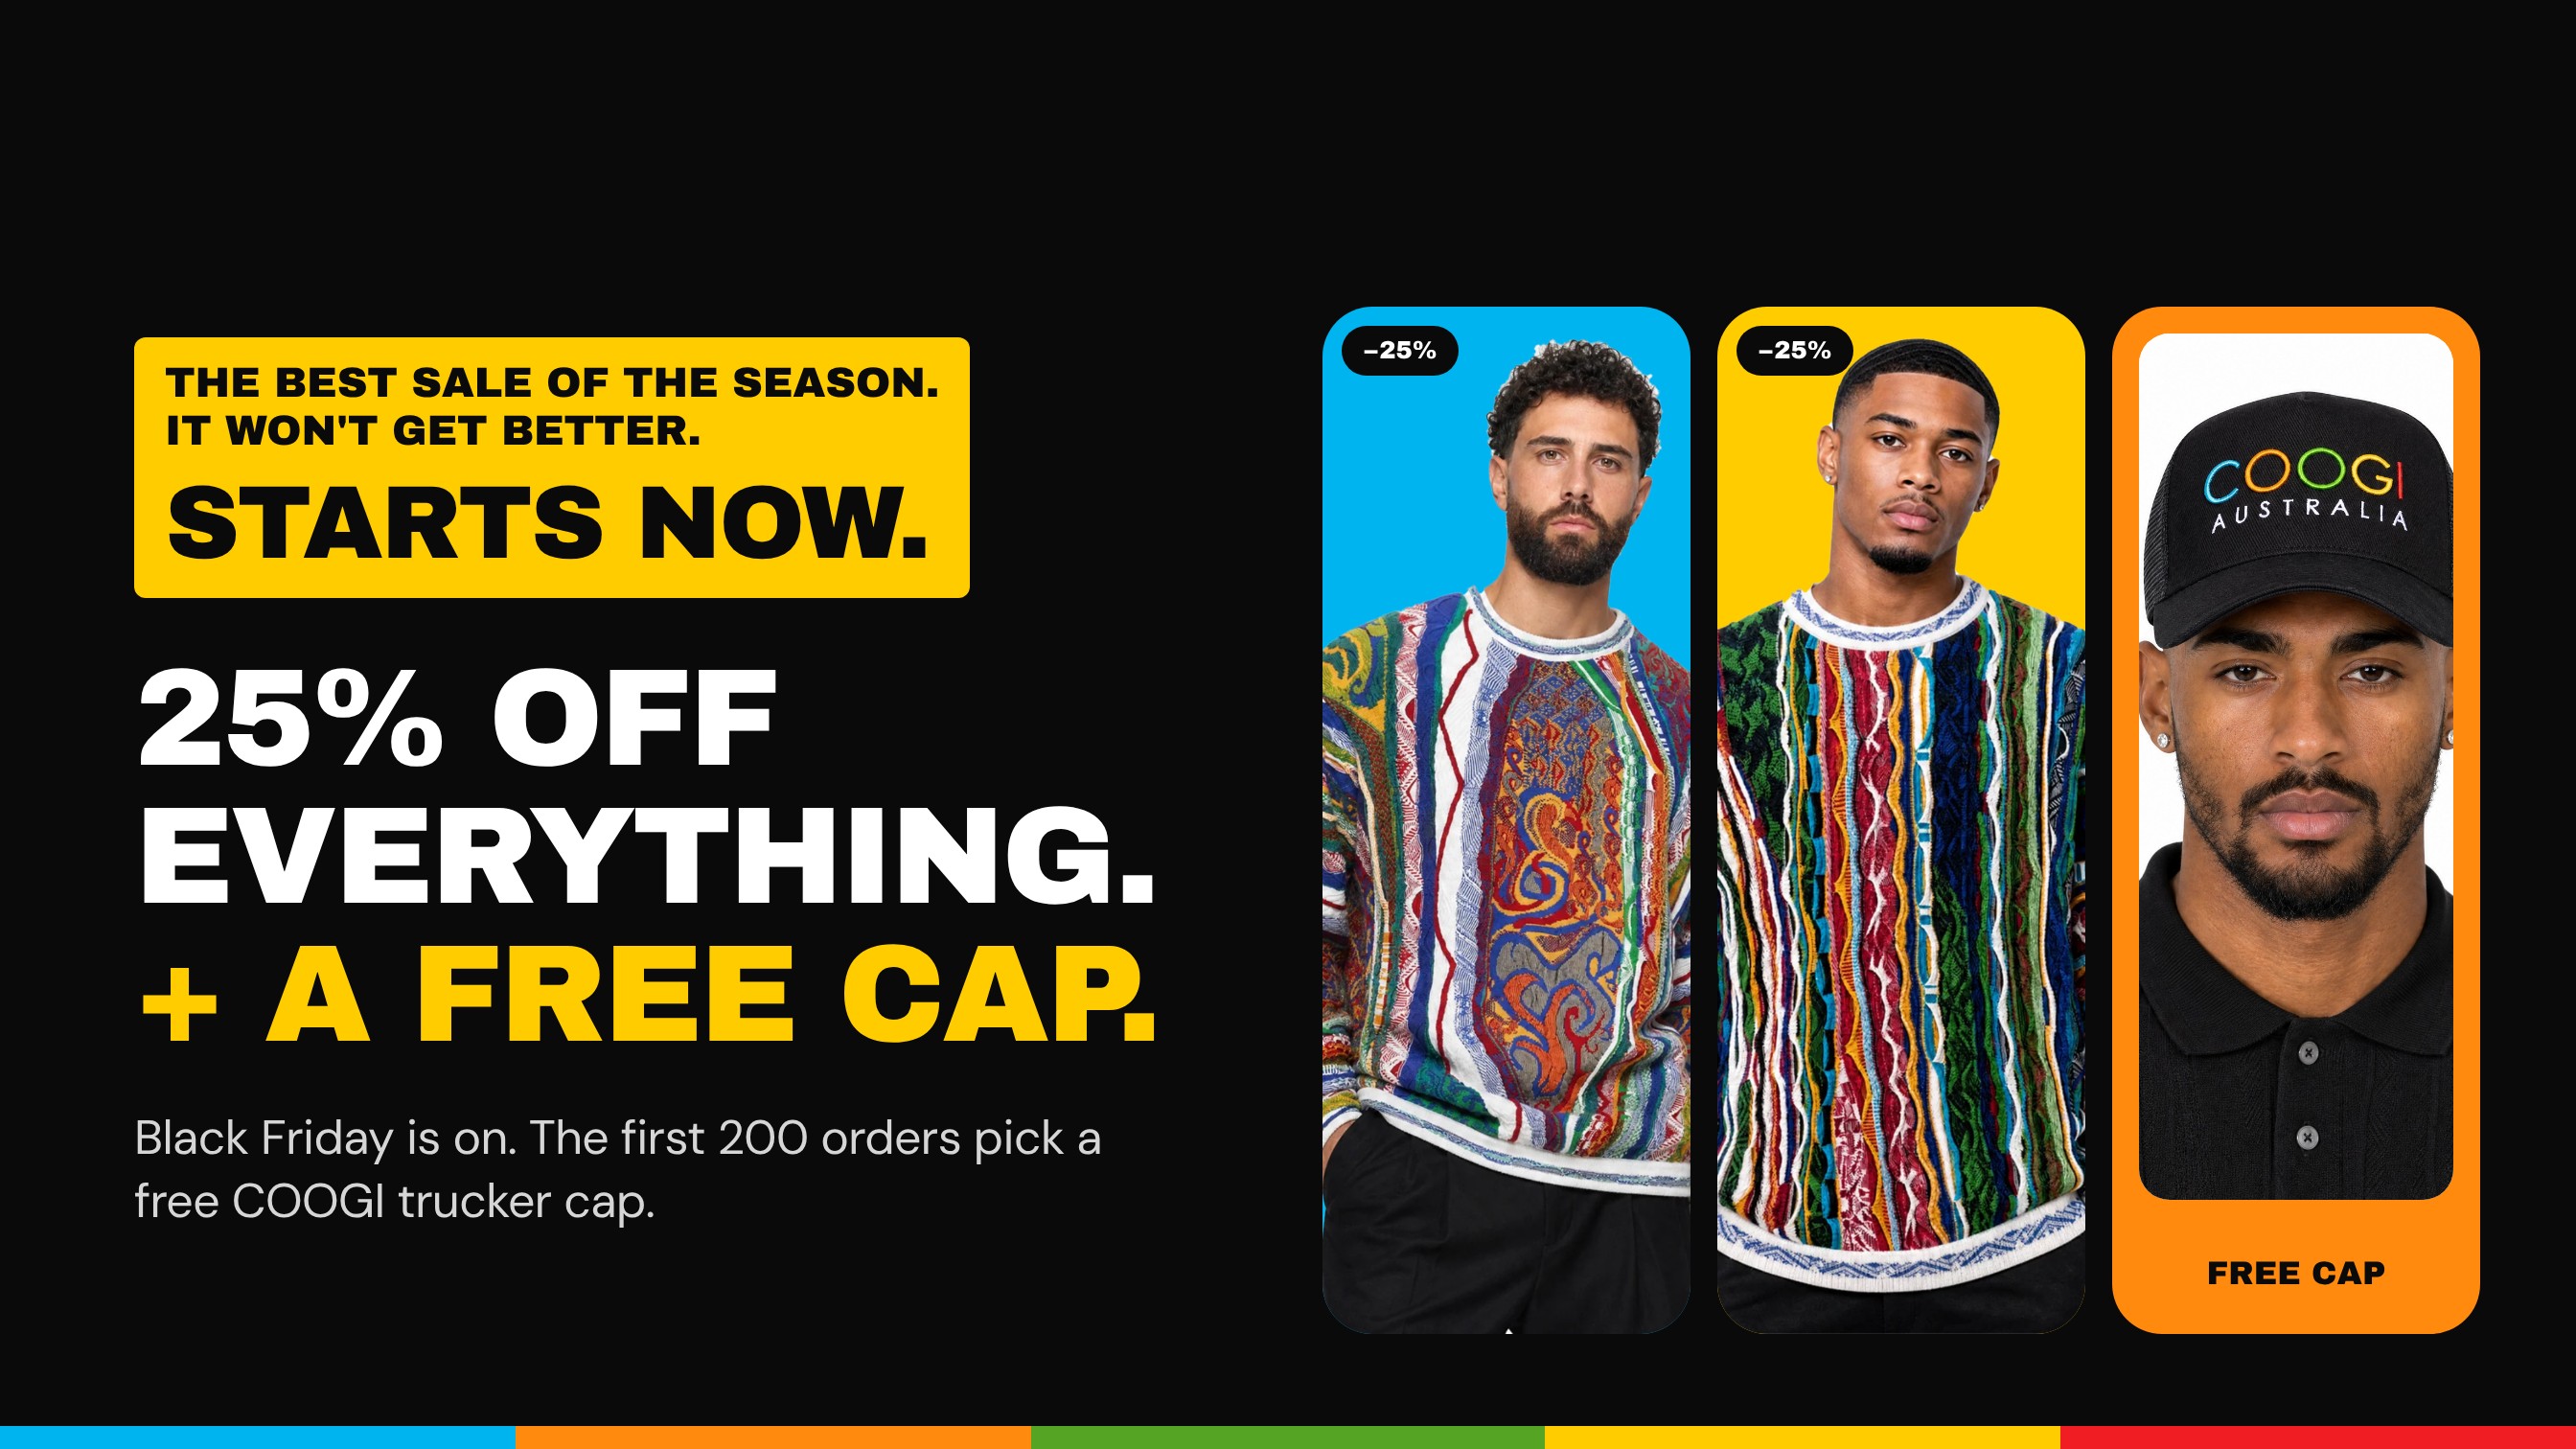 THE BEST SALE OF THE SEASON.
IT WON'T GET BETTER.
STARTS NOW.
25% OFF
EVERYTHING.
+ A FREE CAP.
Black Friday is on. The first 200 orders pick a
free COOGI trucker cap.
–25%
–25%
COOGI
AUSTRALIA
FREE CAP